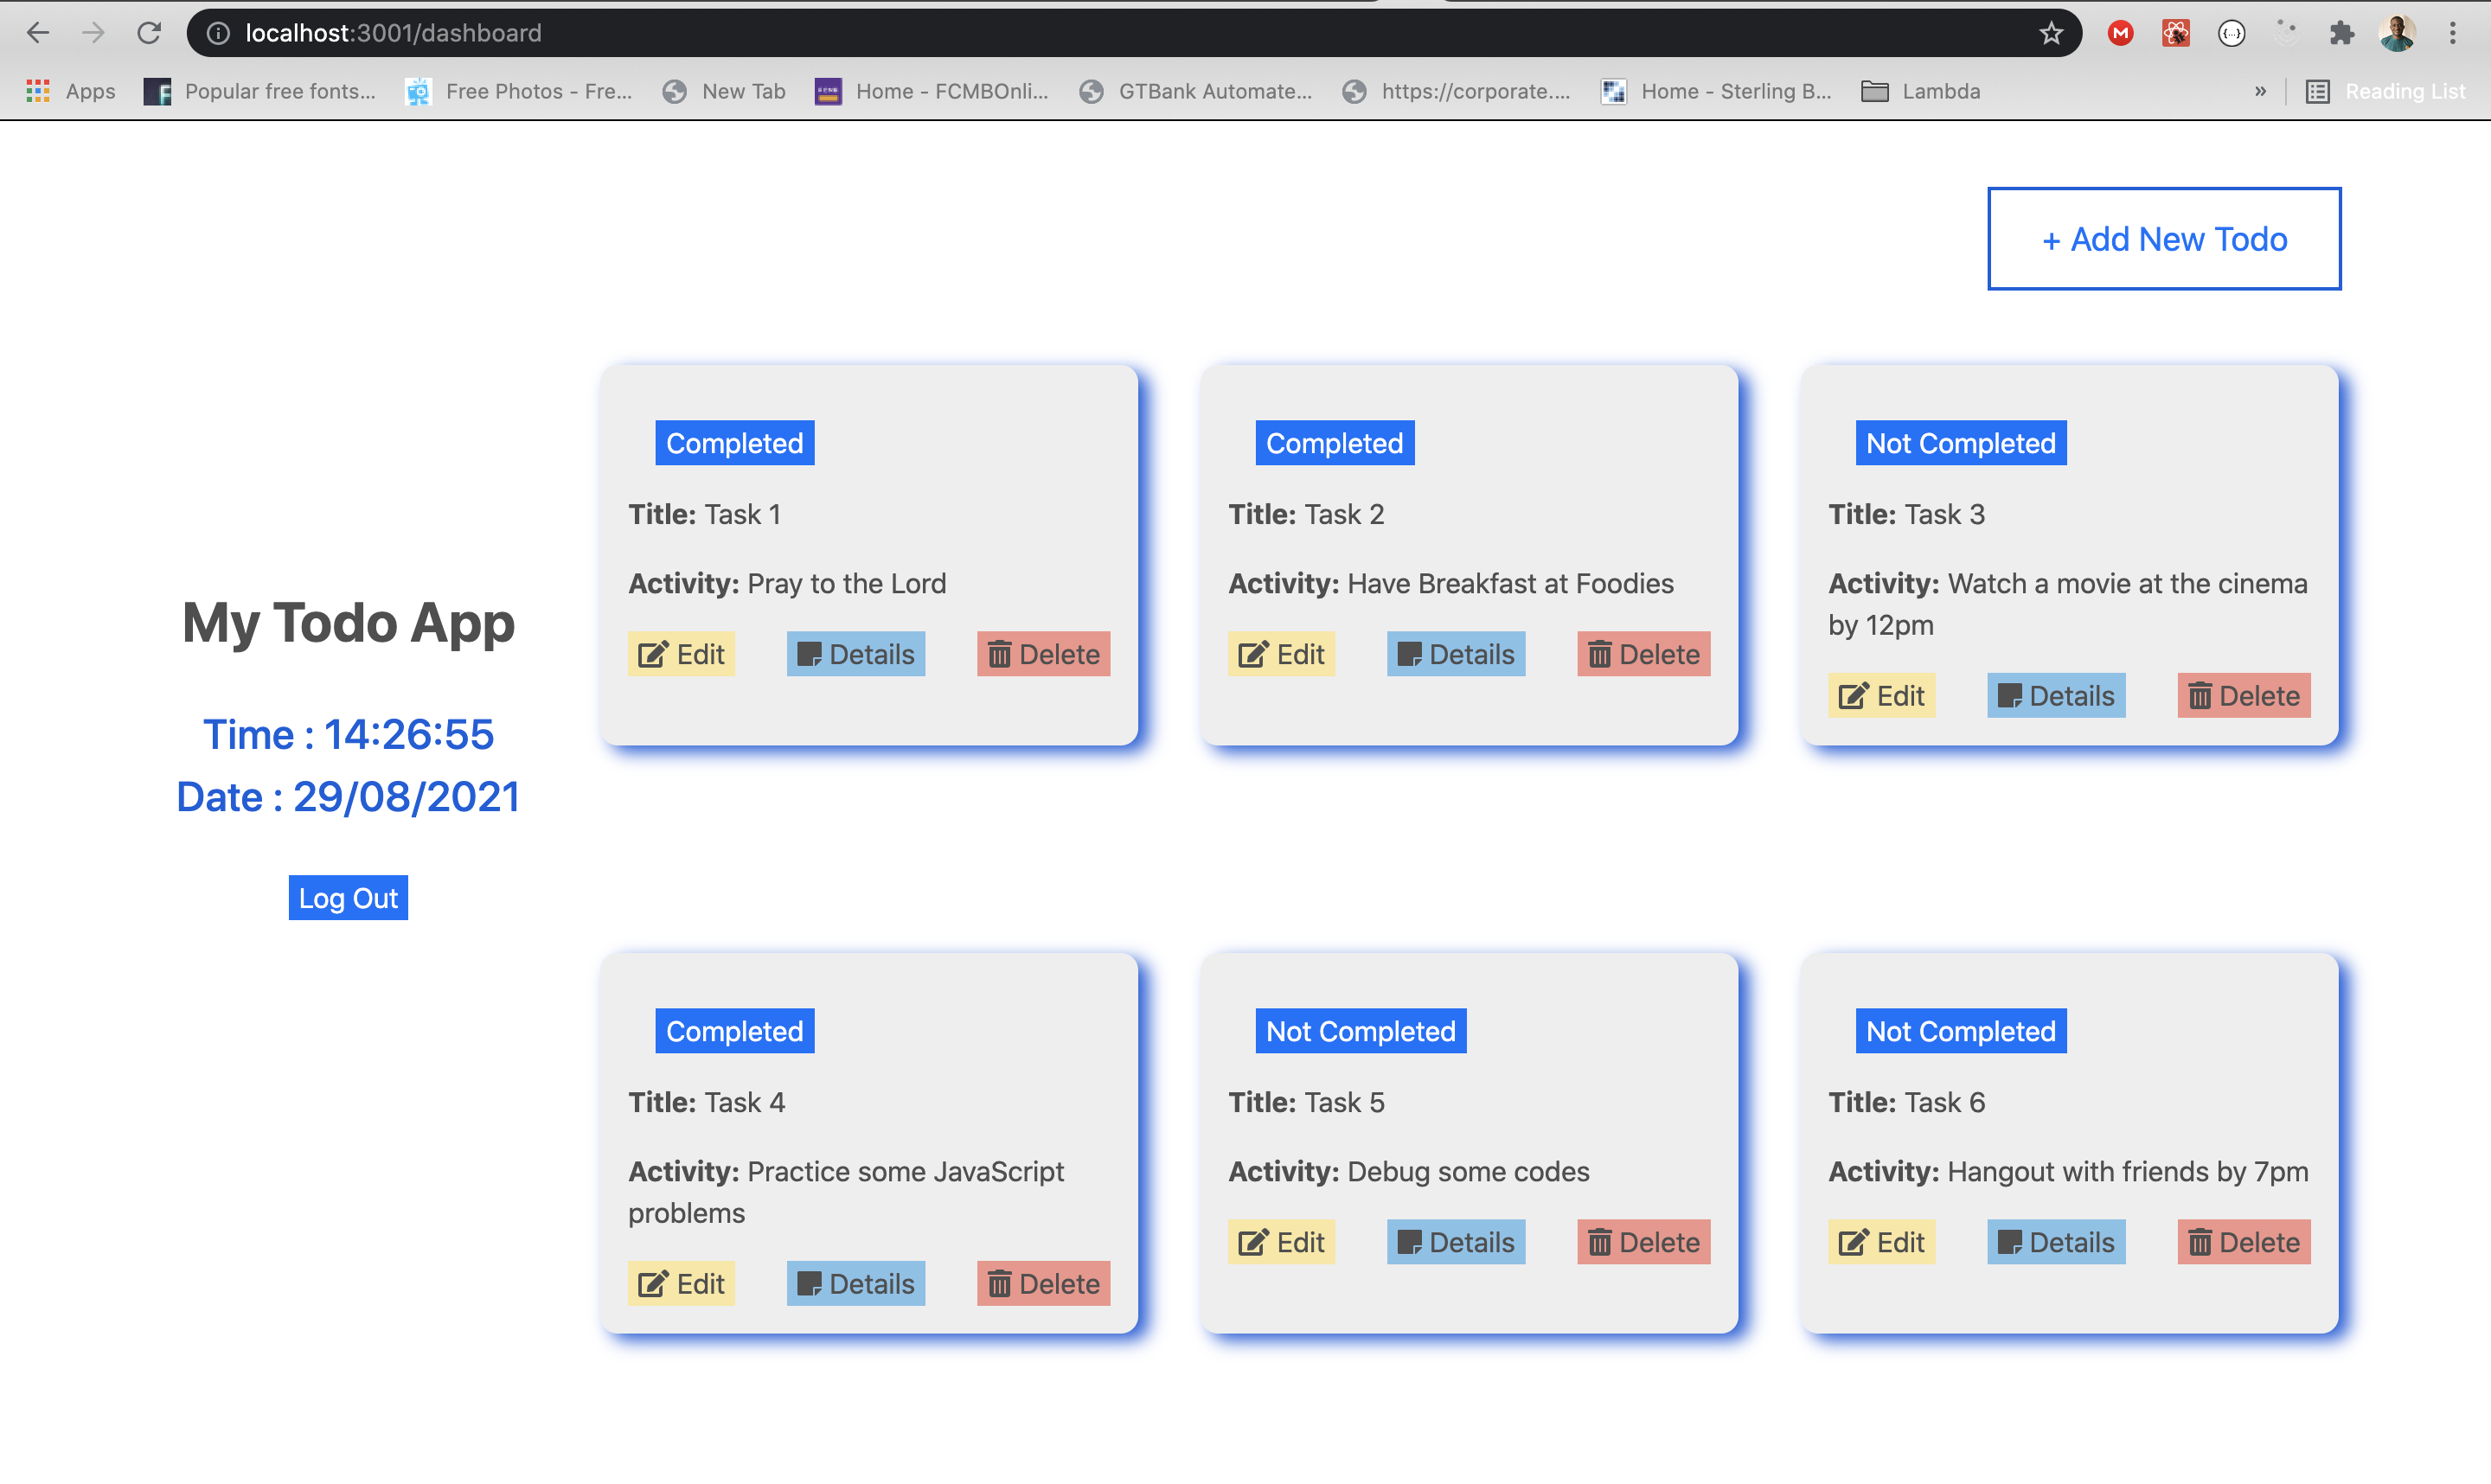 localhost:3001/dashboard
Apps
Popular free fonts...
Free Photos - Fre...
New Tab
Home - FCMBOnli...
GTBank Automate...
https://corporate....
Home - Sterling B...
Lambda
»
Reading List
+ Add New Todo
My Todo App
Time : 14:26:55
Date : 29/08/2021
Log Out
Completed
Title: Task 1
Activity: Pray to the Lord
Edit
Details
Delete
Completed
Title: Task 2
Activity: Have Breakfast at Foodies
Edit
Details
Delete
Not Completed
Title: Task 3
Activity: Watch a movie at the cinema
by 12pm
Edit
Details
Delete
Completed
Title: Task 4
Activity: Practice some JavaScript
problems
Edit
Details
Delete
Not Completed
Title: Task 5
Activity: Debug some codes
Edit
Details
Delete
Not Completed
Title: Task 6
Activity: Hangout with friends by 7pm
Edit
Details
Delete